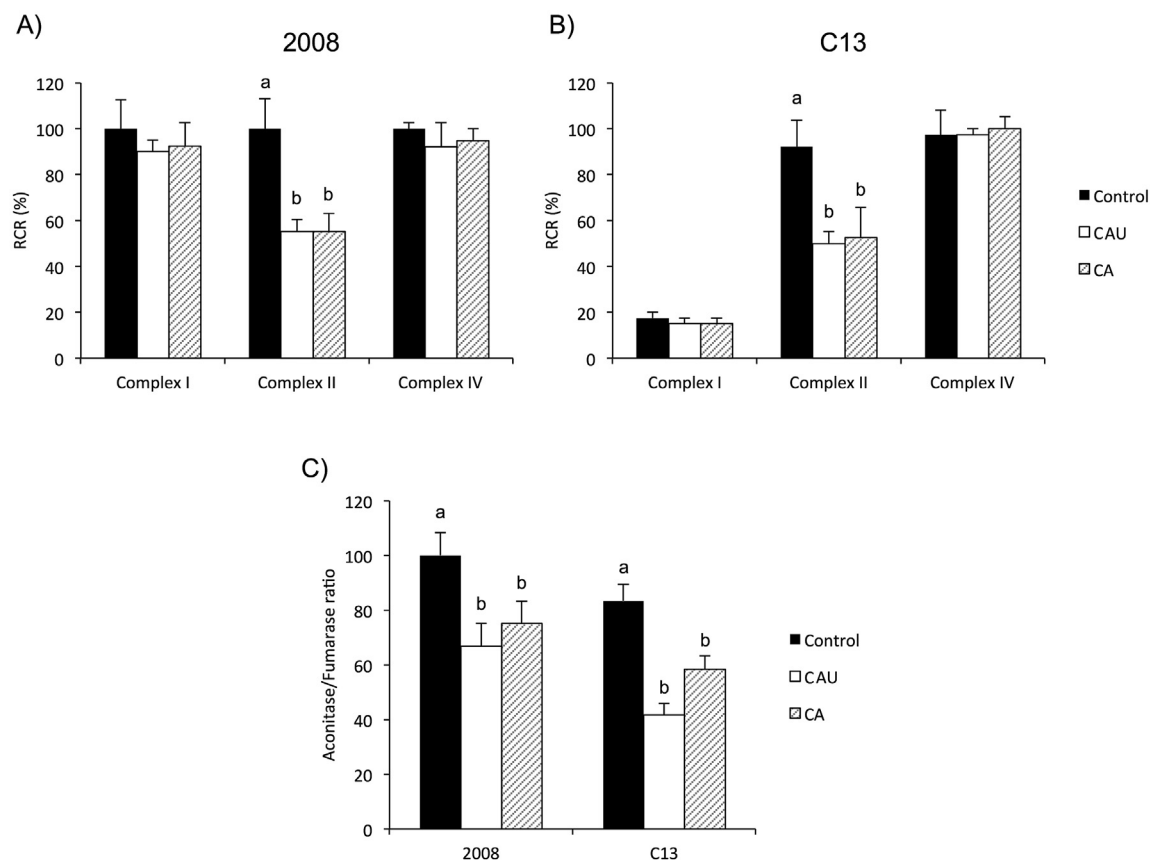 A)
2008
a
b b
RCR (%)
120
100
80
60
40
20
0
Complex I Complex II Complex IV
B)
C13
a
b b
RCR (%)
120
100
80
60
40
20
0
Complex I Complex II Complex IV
Control
CAU
CA
C)
a
b b
a
b b
Aconitase/Fumarase ratio
120
100
80
60
40
20
0
2008 C13
Control
CAU
CA